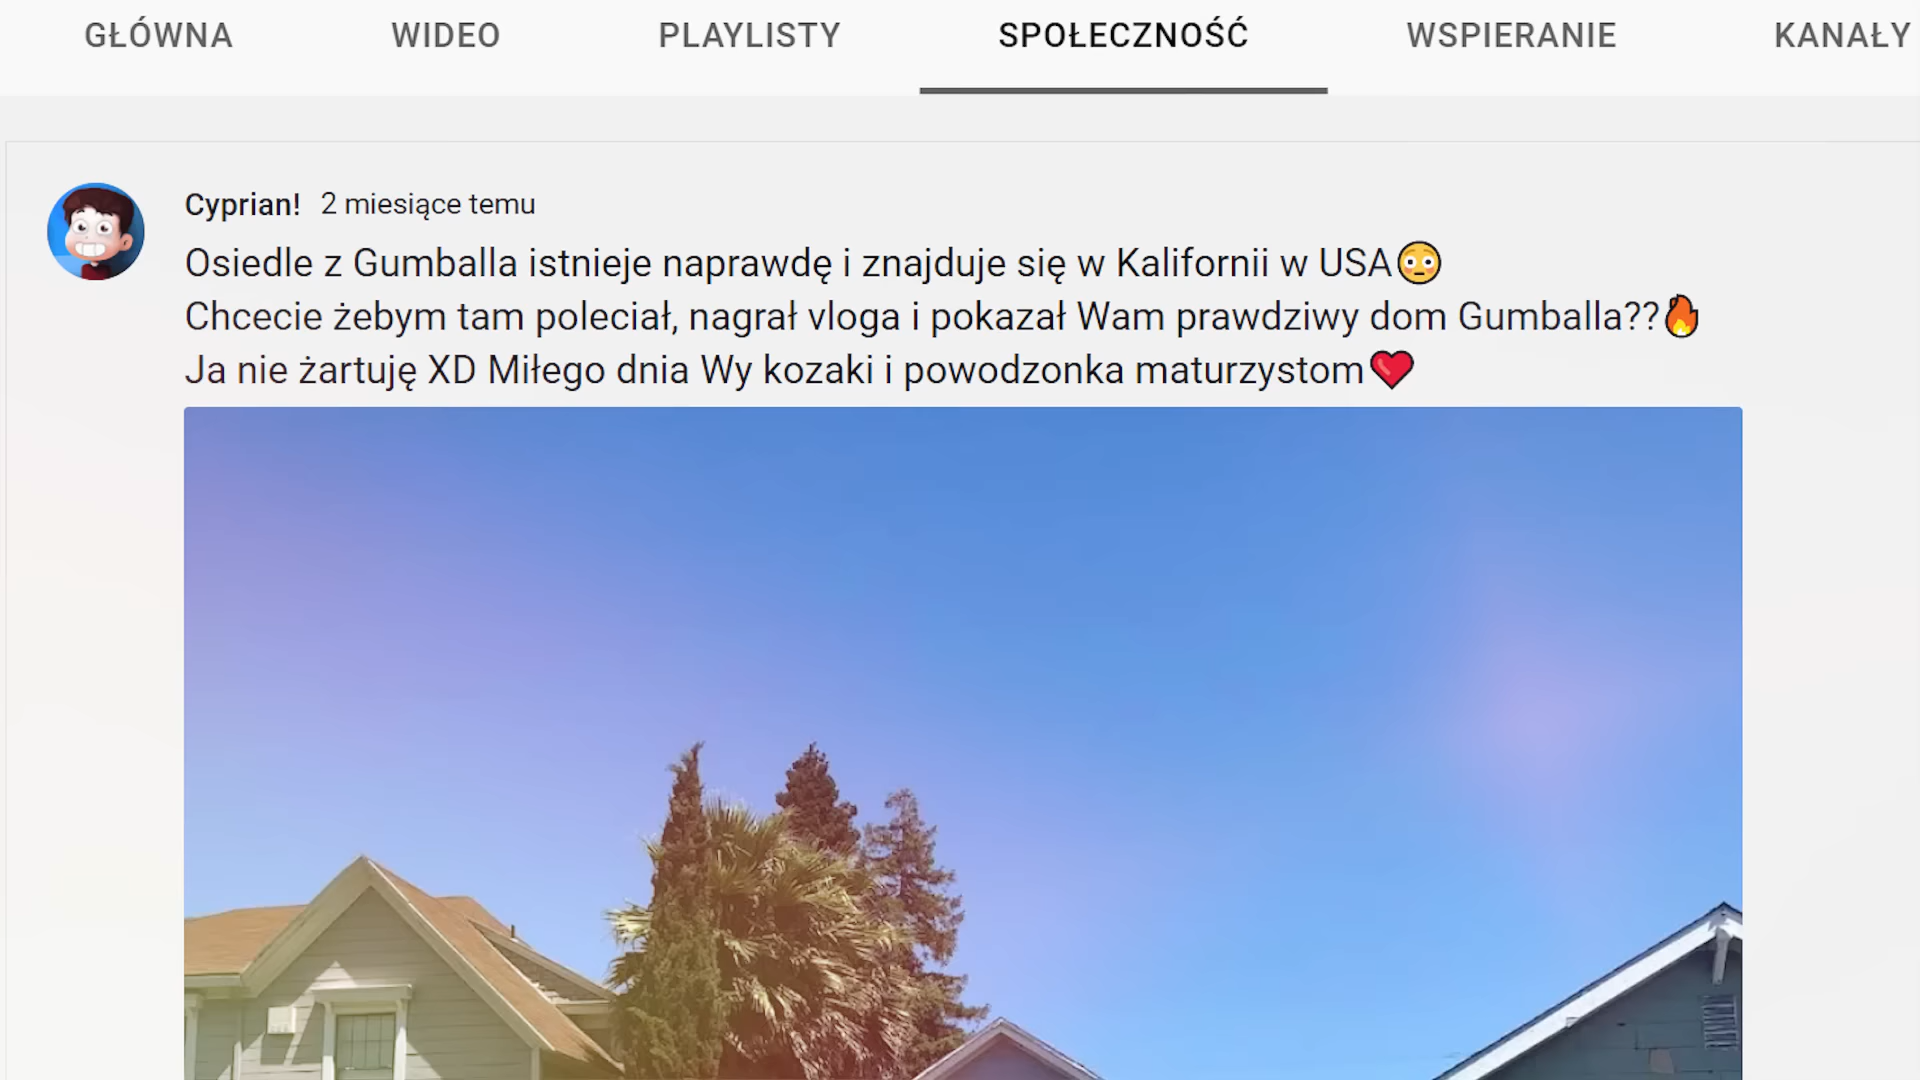 GŁÓWNA WIDEO PLAYLISTY SPOŁECZNOŚĆ WSPIERANIE KANAŁY
Cyprian! 2 miesiące temu
Osiedle z Gumballa istnieje naprawdę i znajduje się w Kalifornii w USA😳
Chcecie żebym tam poleciał, nagrał vloga i pokazał Wam prawdziwy dom Gumballa??🔥
Ja nie żartuję XD Miłego dnia Wy kozaki i powodzonka maturzystom❤️